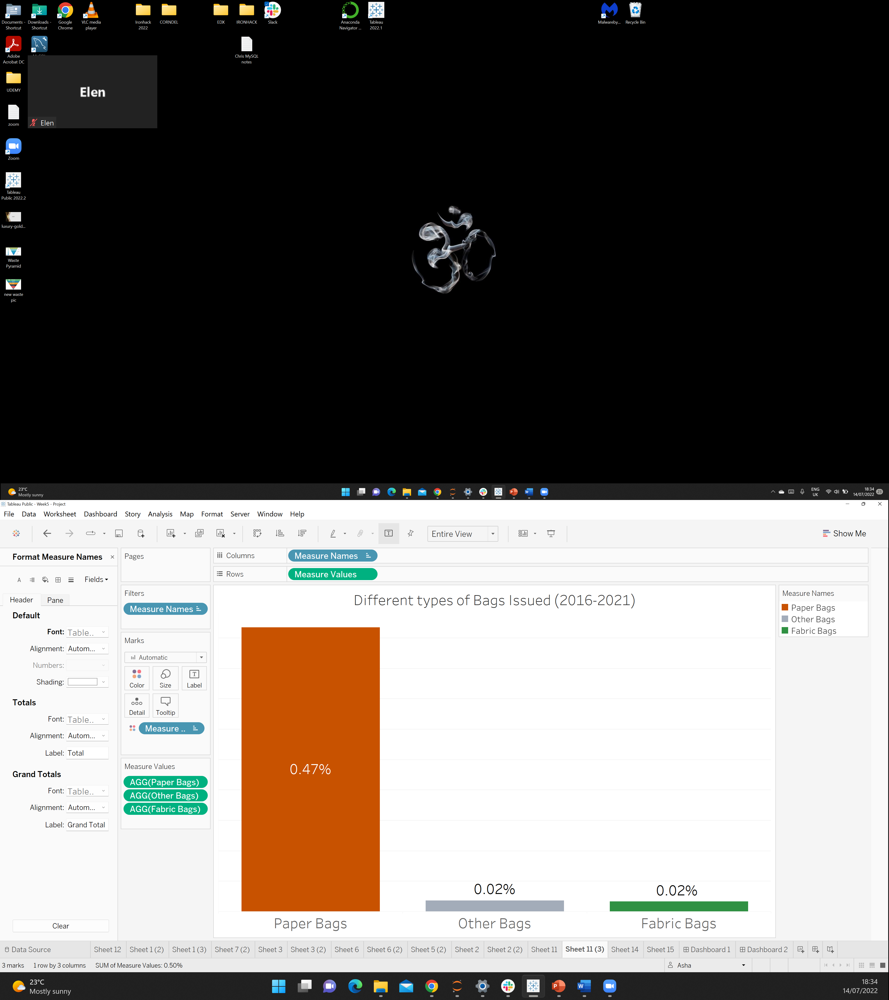 Documents - Shortcut
Downloads - Shortcut
Google Chrome
VLC media player
Ironhack 2022
CORNDEL
EDX
IRONHACK
Slack
Anaconda Navigator ...
Tableau 2022.1
Malwareby...
Recycle Bin
Adobe Acrobat DC
Chris MySQL notes
UDEMY
Elen
Elen
zoom
Zoom
Tableau Public 2022.2
luxury-gold...
Waste Pyramid
new waste pic
23°C
Mostly sunny
ENG
UK
18:34
14/07/2022
23
Tableau Public - Week5 - Project
File Data Worksheet Dashboard Story Analysis Map Format Server Window Help
Entire View
Show Me
Format Measure Names
Fields
Header Pane
Default
Font: Table..
Alignment: Autom...
Numbers:
Shading:
Totals
Font: Table..
Alignment: Autom...
Label: Total
Grand Totals
Font: Table..
Alignment: Autom...
Label: Grand Total
Clear
Pages
Filters
Measure Names
Marks
Automatic
Color Size Label
Detail Tooltip
Measure ..
Measure Values
AGG(Paper Bags)
AGG(Other Bags)
AGG(Fabric Bags)
Columns Measure Names
Rows Measure Values
Different types of Bags Issued (2016-2021)
0.47%
0.02%
0.02%
Paper Bags Other Bags Fabric Bags
Measure Names
Paper Bags
Other Bags
Fabric Bags
Data Source Sheet 12 Sheet 1 (2) Sheet 1 (3) Sheet 7 (2) Sheet 3 Sheet 3 (2) Sheet 6 Sheet 6 (2) Sheet 5 (2) Sheet 2 Sheet 2 (2) Sheet 11 Sheet 11 (3) Sheet 14 Sheet 15 Dashboard 1 Dashboard 2
3 marks 1 row by 3 columns SUM of Measure Values: 0.50% Asha
23°C
Mostly sunny
18:34
14/07/2022